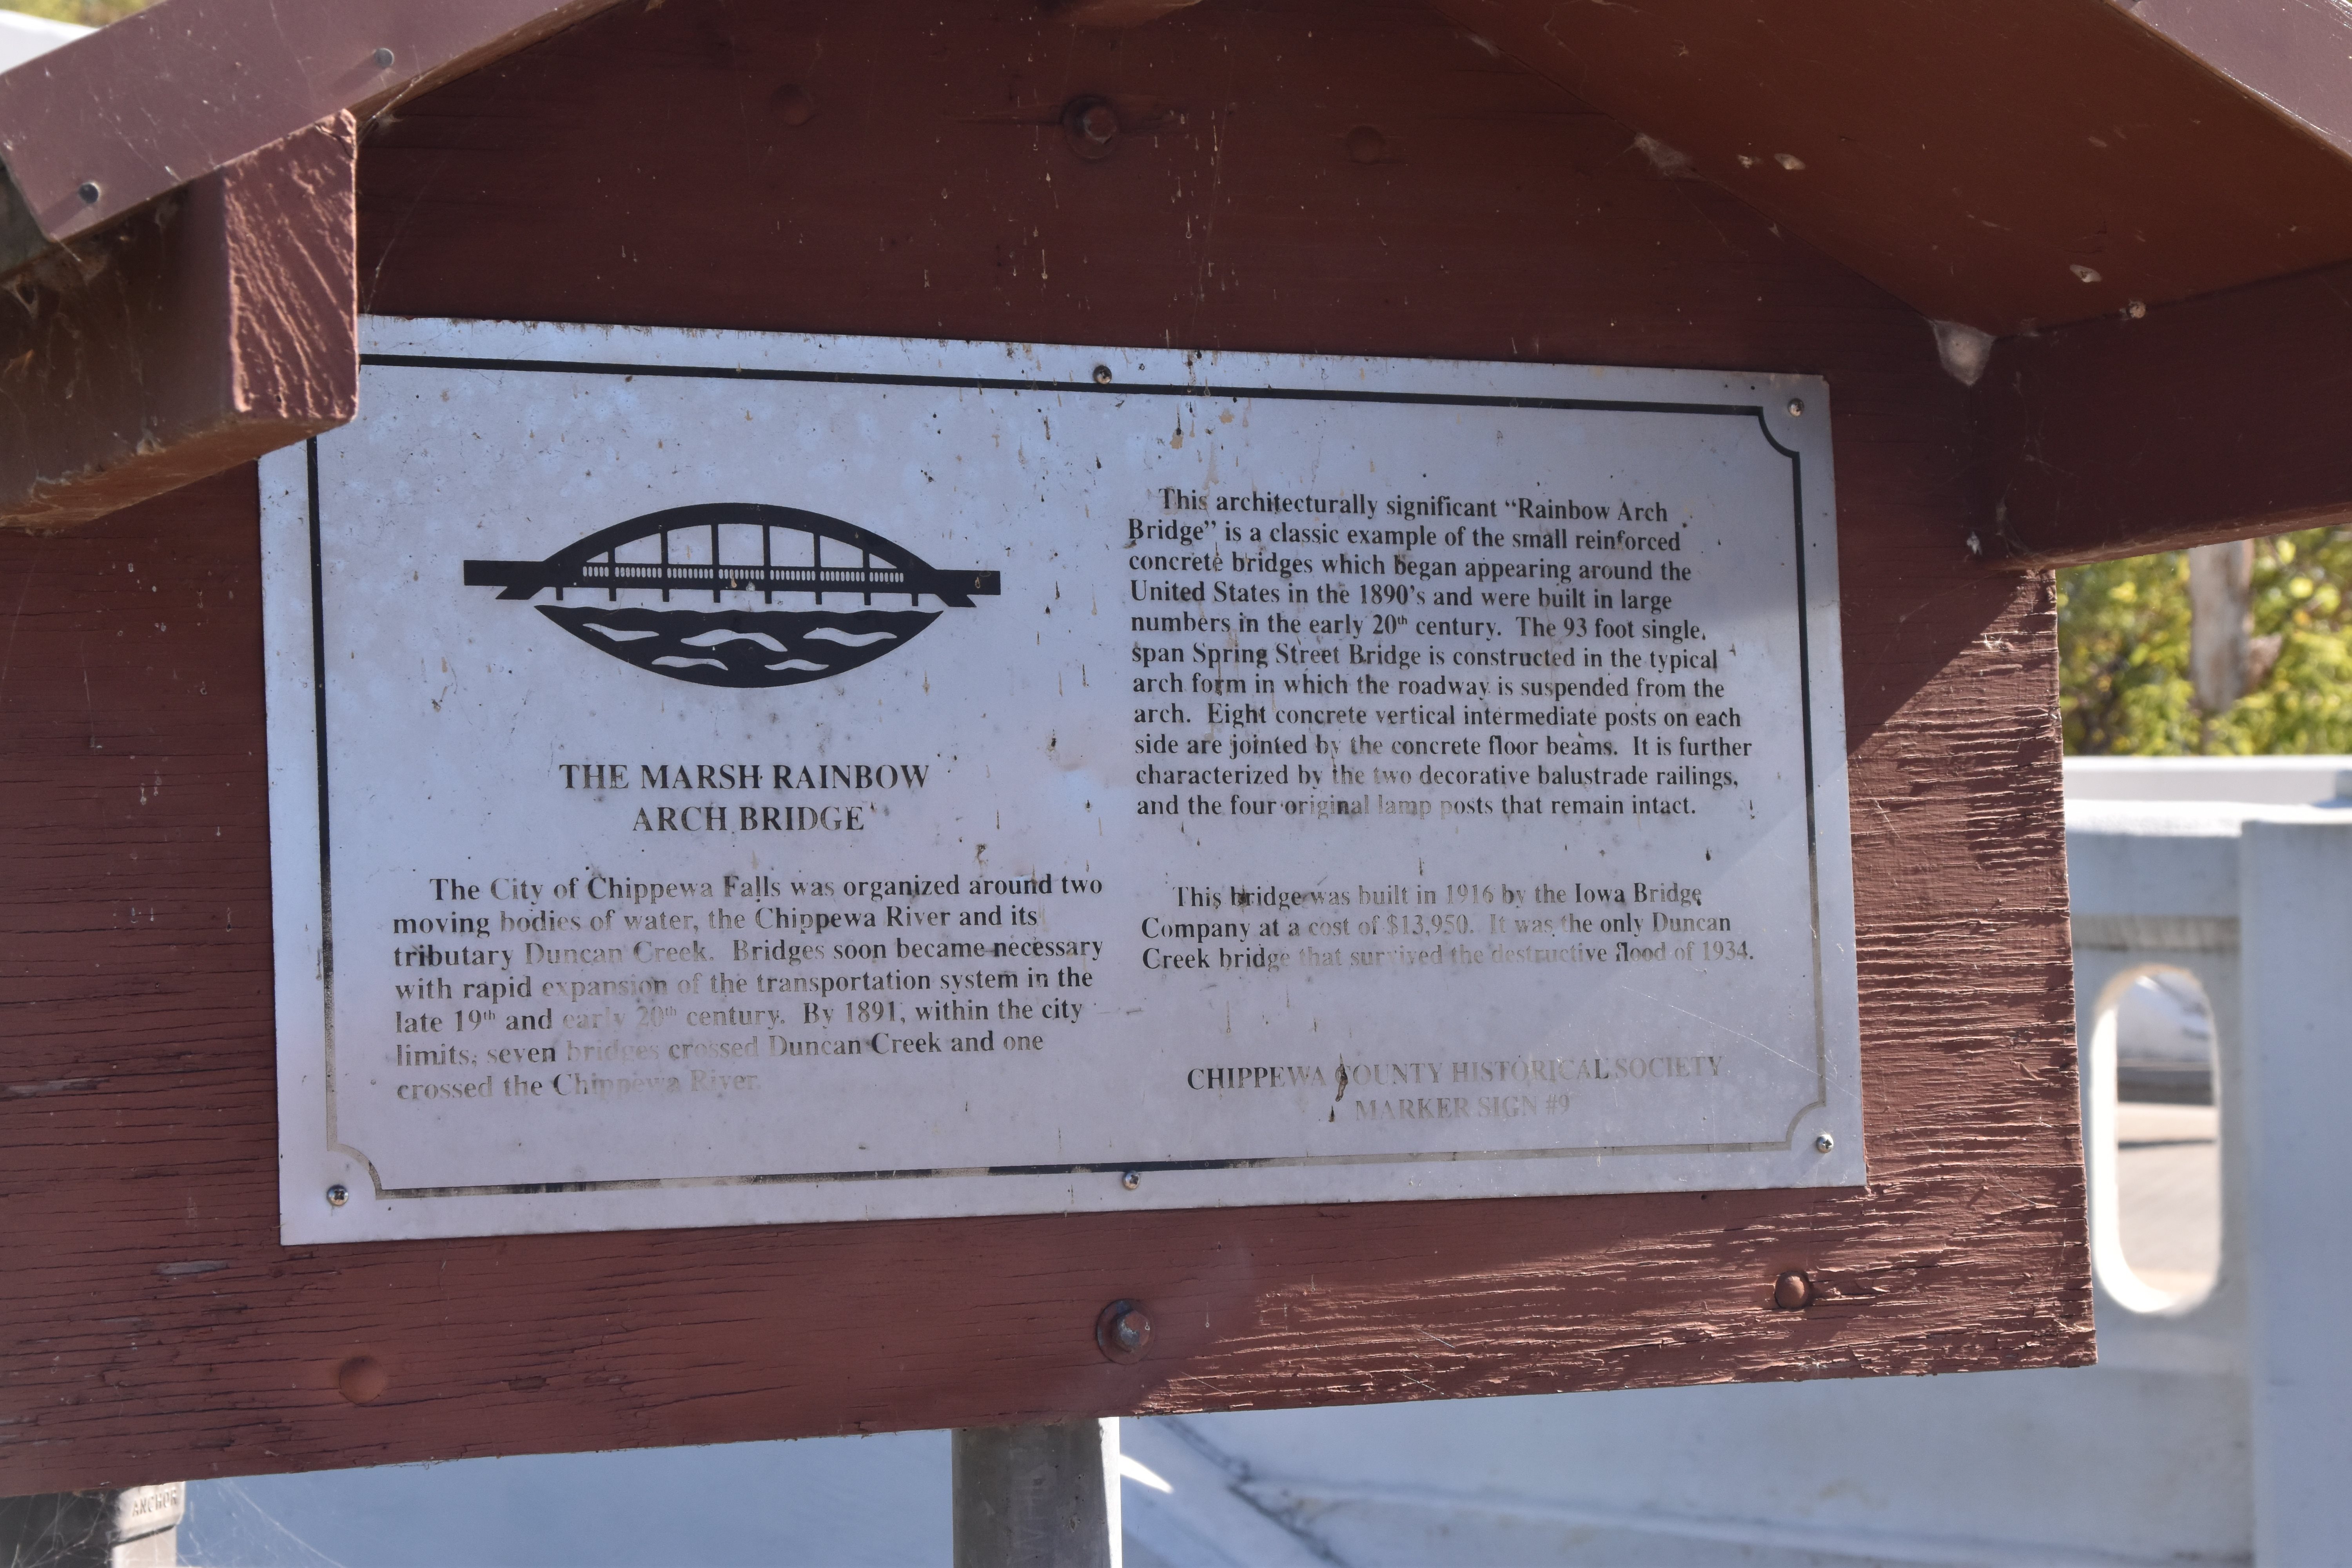 THE MARSH RAINBOW
ARCH BRIDGE
The City of Chippewa Falls was organized around two
moving bodies of water, the Chippewa River and its
tributary Duncan Creek. Bridges soon became necessary
with rapid expansion of the transportation system in the
late 19th and early 20th century. By 1891, within the city
limits, seven bridges crossed Duncan Creek and one
crossed the Chippewa River.
This architecturally significant “Rainbow Arch
Bridge” is a classic example of the small reinforced
concrete bridges which began appearing around the
United States in the 1890’s and were built in large
numbers in the early 20th century. The 93 foot single,
span Spring Street Bridge is constructed in the typical
arch form in which the roadway is suspended from the
arch. Eight concrete vertical intermediate posts on each
side are jointed by the concrete floor beams. It is further
characterized by the two decorative balustrade railings,
and the four original lamp posts that remain intact.
This bridge was built in 1916 by the Iowa Bridge
Company at a cost of $13,950. It was the only Duncan
Creek bridge that survived the destructive flood of 1934.
CHIPPEWA COUNTY HISTORICAL SOCIETY
MARKER SIGN #9
ANCHOR